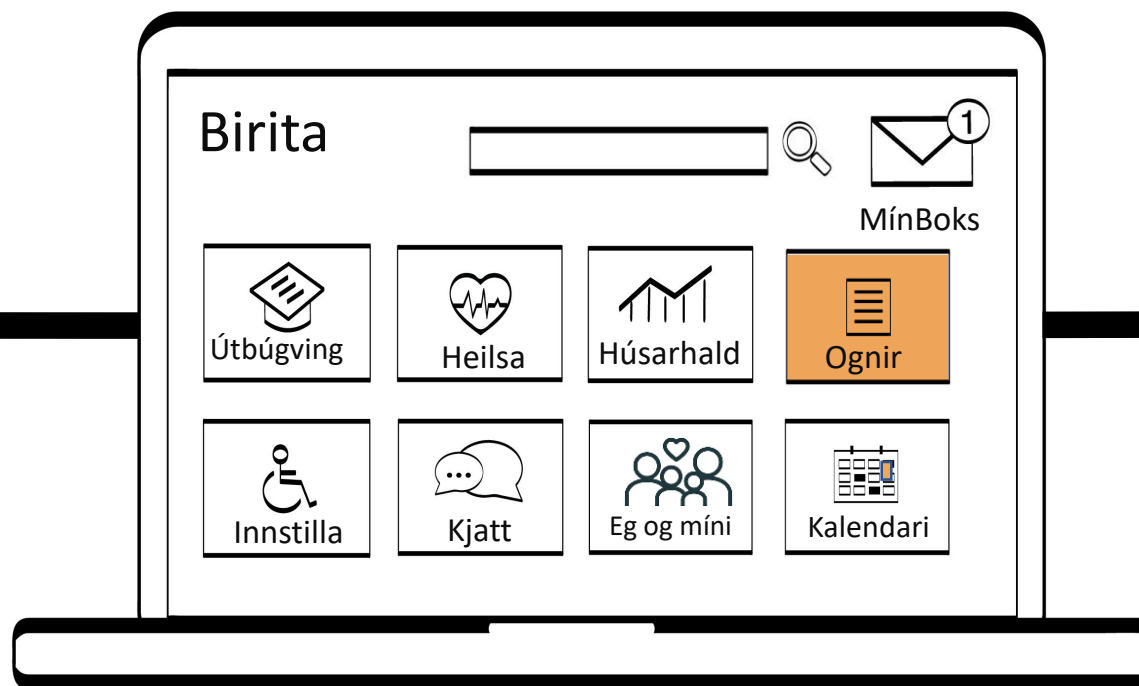 Birita
1
MínBoks
Útbúgving
Heilsa
Húsarhald
Ognir
Innstilla
Kjatt
Eg og míni
Kalendari